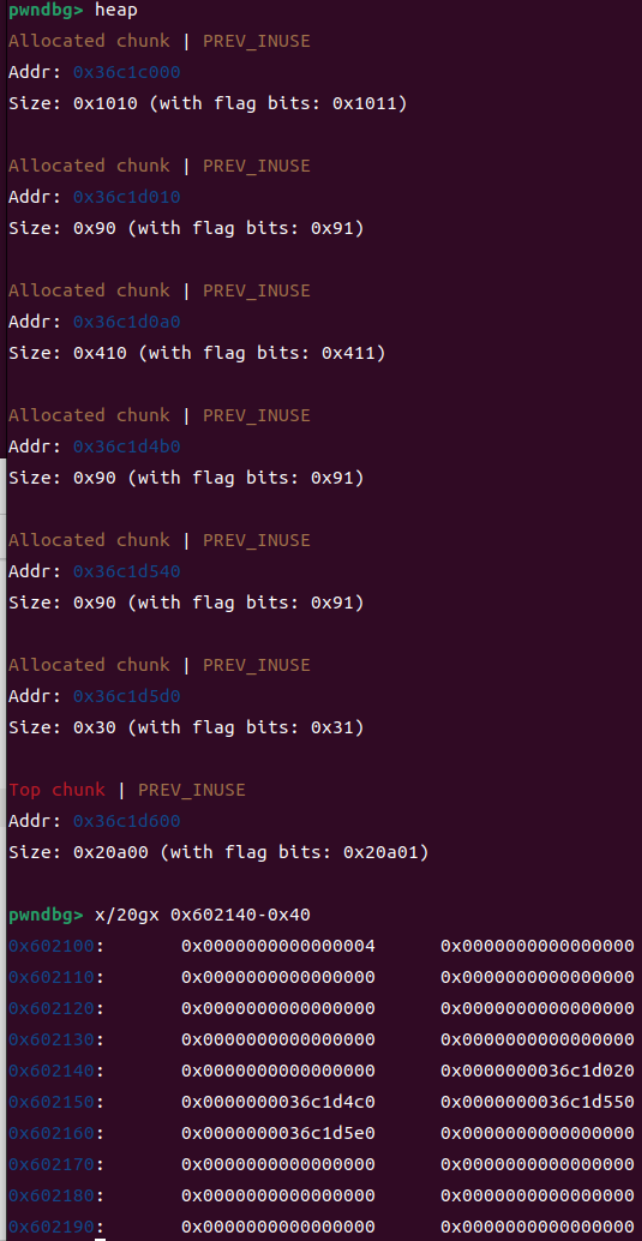 pwndbg> heap
Allocated chunk | PREV_INUSE
Addr: 0x36c1c000
Size: 0x1010 (with flag bits: 0x1011)
Allocated chunk | PREV_INUSE
Addr: 0x36c1d010
Size: 0x90 (with flag bits: 0x91)
Allocated chunk | PREV_INUSE
Addr: 0x36c1d0a0
Size: 0x410 (with flag bits: 0x411)
Allocated chunk | PREV_INUSE
Addr: 0x36c1d4b0
Size: 0x90 (with flag bits: 0x91)
Allocated chunk | PREV_INUSE
Addr: 0x36c1d540
Size: 0x90 (with flag bits: 0x91)
Allocated chunk | PREV_INUSE
Addr: 0x36c1d5d0
Size: 0x30 (with flag bits: 0x31)
Top chunk | PREV_INUSE
Addr: 0x36c1d600
Size: 0x20a00 (with flag bits: 0x20a01)
pwndbg> x/20gx 0x602140-0x40
0x602100: 0x0000000000000004 0x0000000000000000
0x602110: 0x0000000000000000 0x0000000000000000
0x602120: 0x0000000000000000 0x0000000000000000
0x602130: 0x0000000000000000 0x0000000000000000
0x602140: 0x0000000000000000 0x0000000036c1d020
0x602150: 0x0000000036c1d4c0 0x0000000036c1d550
0x602160: 0x0000000036c1d5e0 0x0000000000000000
0x602170: 0x0000000000000000 0x0000000000000000
0x602180: 0x0000000000000000 0x0000000000000000
0x602190: 0x0000000000000000 0x0000000000000000